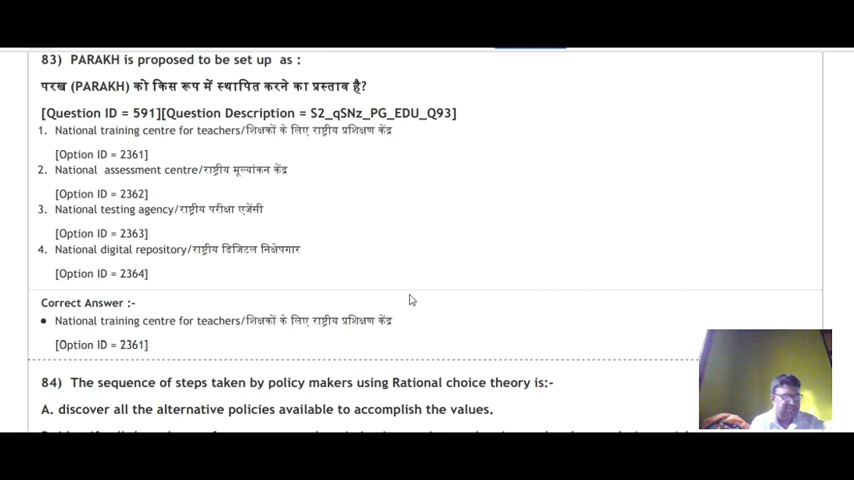 83) PARAKH is proposed to be set up as :
परख (PARAKH) को किस रूप में स्थापित करने का प्रस्ताव है?
[Question ID = 591][Question Description = S2_qSNz_PG_EDU_Q93]
1. National training centre for teachers/शिक्षकों के लिए राष्ट्रीय प्रशिक्षण केंद्र
[Option ID = 2361]
2. National assessment centre/राष्ट्रीय मूल्यांकन केंद्र
[Option ID = 2362]
3. National testing agency/राष्ट्रीय परीक्षा एजेंसी
[Option ID = 2363]
4. National digital repository/राष्ट्रीय डिजिटल निक्षेपगार
[Option ID = 2364]
Correct Answer :-
• National training centre for teachers/शिक्षकों के लिए राष्ट्रीय प्रशिक्षण केंद्र
[Option ID = 2361]
84) The sequence of steps taken by policy makers using Rational choice theory is:-
A. discover all the alternative policies available to accomplish the values.